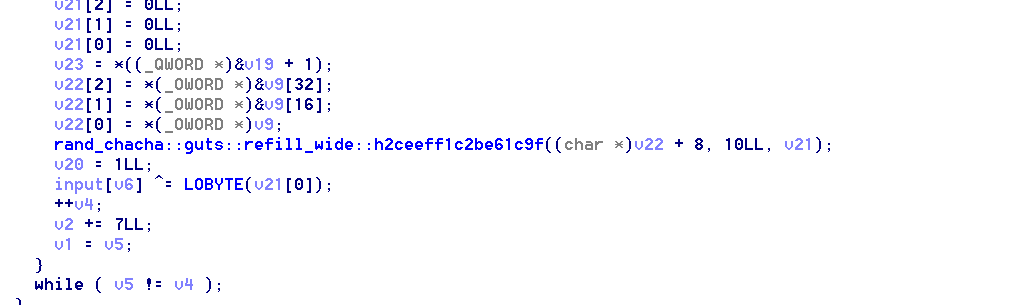 v21[2] = 0LL;
v21[1] = 0LL;
v21[0] = 0LL;
v23 = *((_QWORD *)&v19 + 1);
v22[2] = *(_OWORD *)&v9[32];
v22[1] = *(_OWORD *)&v9[16];
v22[0] = *(_OWORD *)v9;
rand_chacha::guts::refill_wide::h2ceeff1c2be61c9f((char *)v22 + 8, 10LL, v21);
v20 = 1LL;
input[v6] ^= LOBYTE(v21[0]);
++v4;
v2 += 7LL;
v1 = v5;
}
while ( v5 != v4 );
}